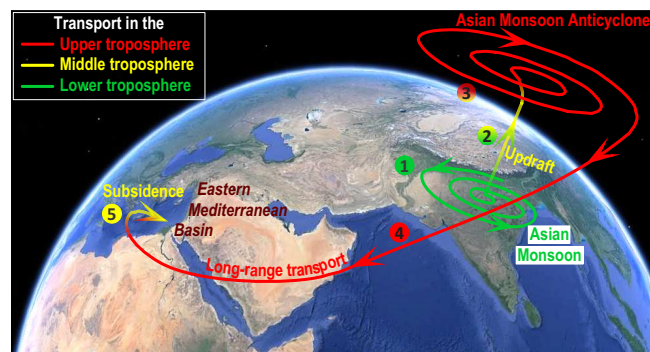 Transport in the
Upper troposphere
Middle troposphere
Lower troposphere
Asian Monsoon Anticyclone
3
2
1
Updraft
Subsidence
5
Eastern
Mediterranean
Basin
4
Asian
Monsoon
Long-range transport